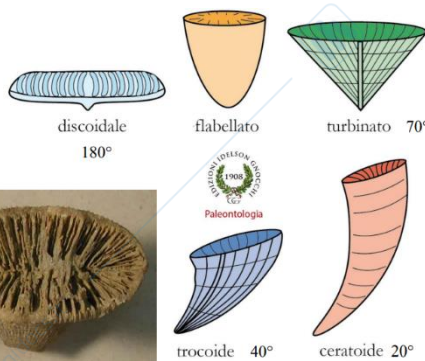 discoidale
180°
flabellato
turbinato 70°
EDIZIONI IDELSON GNOCCHI
1908
Paleontologia
trocoide 40°
ceratoide 20°